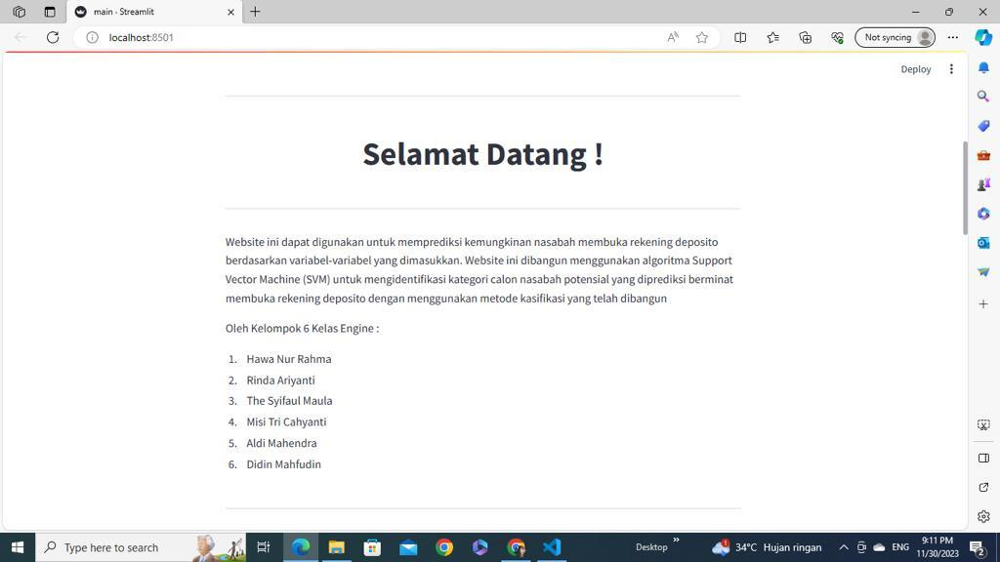 main · Streamlit
localhost:8501
Not syncing
Deploy
Selamat Datang !
Website ini dapat digunakan untuk memprediksi kemungkinan nasabah membuka rekening deposito
berdasarkan variabel-variabel yang dimasukkan. Website ini dibangun menggunakan algoritma Support
Vector Machine (SVM) untuk mengidentifikasi kategori calon nasabah potensial yang diprediksi berminat
membuka rekening deposito dengan menggunakan metode kasifikasi yang telah dibangun
Oleh Kelompok 6 Kelas Engine :
1. Hawa Nur Rahma
2. Rinda Ariyanti
3. The Syifaul Maula
4. Misi Tri Cahyanti
5. Aldi Mahendra
6. Didin Mahfudin
Type here to search
Desktop
34°C Hujan ringan
ENG
9:11 PM
11/30/2023
2